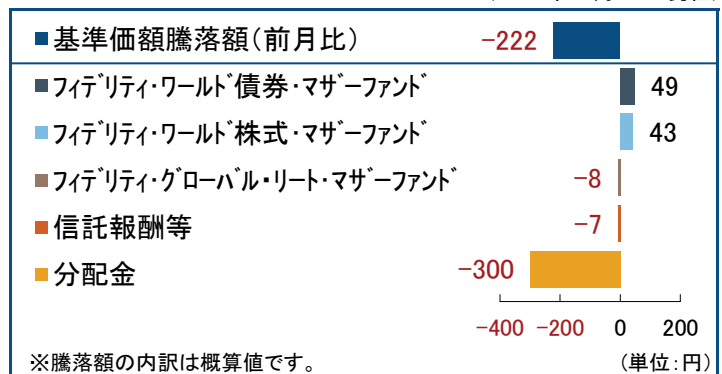 ■基準価額騰落額(前月比) -222
■フィデリティ・ワールド債券・マザーファンド 49
■フィデリティ・ワールド株式・マザーファンド 43
■フィデリティ・グローバル・リート・マザーファンド -8
■信託報酬等 -7
■分配金 -300
-400 -200 0 200
※騰落額の内訳は概算値です。 (単位:円)